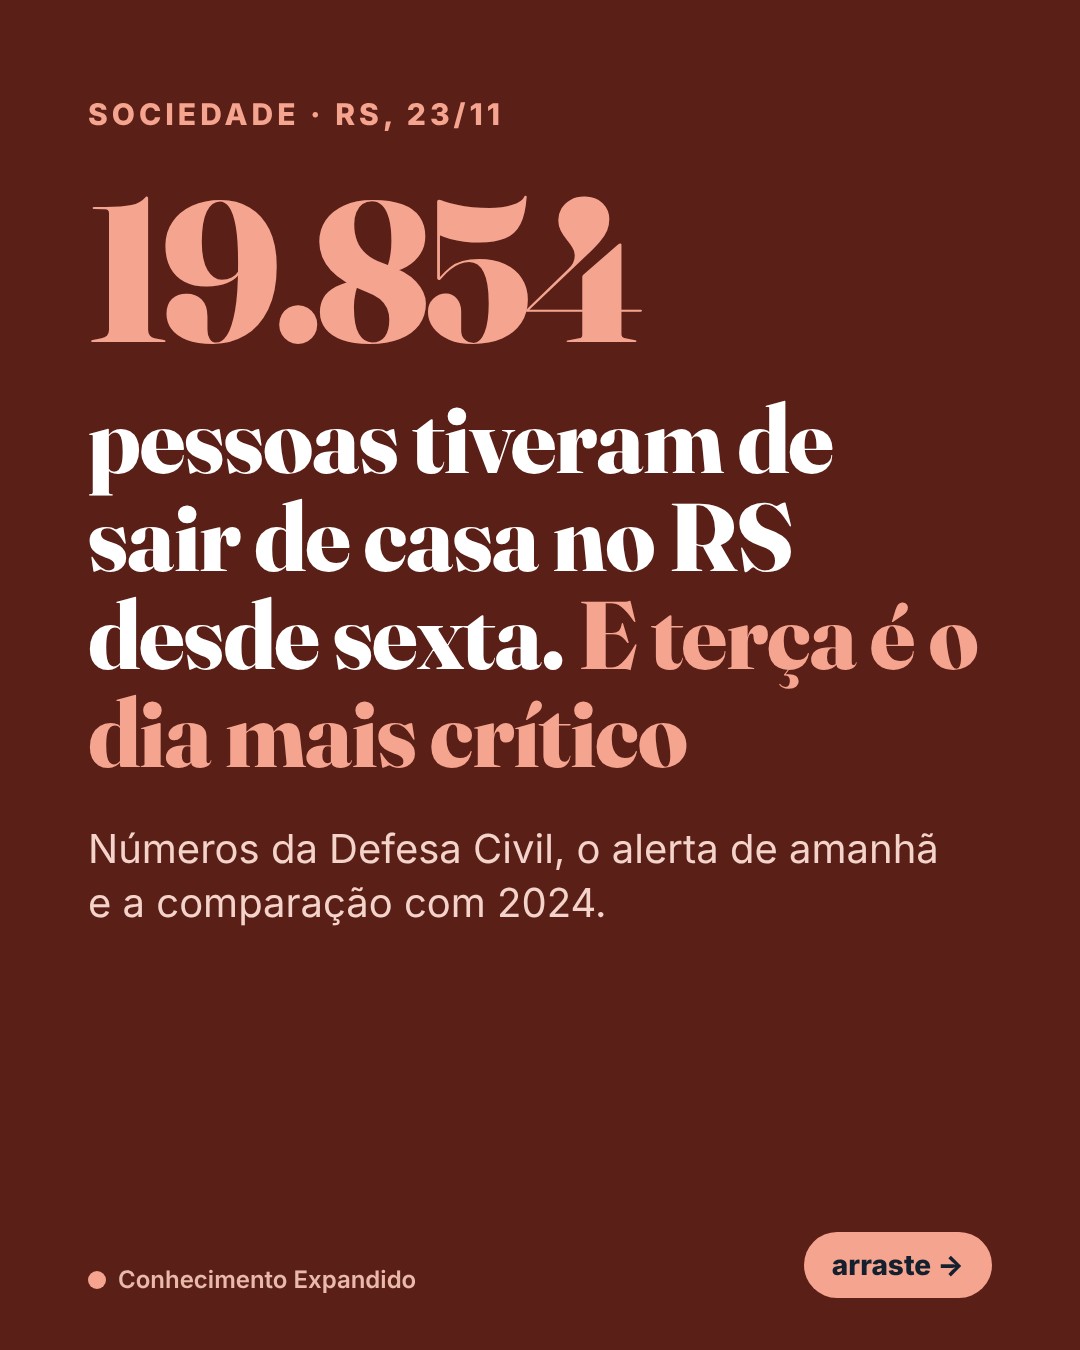 SOCIEDADE · RS, 23/11
19.854
pessoas tiveram de
sair de casa no RS
desde sexta. E terça é o
dia mais crítico
Números da Defesa Civil, o alerta de amanhã
e a comparação com 2024.
Conhecimento Expandido
arraste →